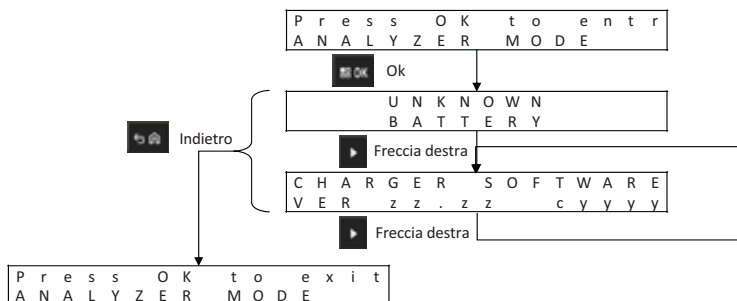 Press OK to entr
ANALYZER MODE
OK Ok
UNKNOWN
BATTERY
Indietro
Freccia destra
CHARGER SOFTWARE
VER zz.zz cyyyy
Freccia destra
Press OK to exit
ANALYZER MODE